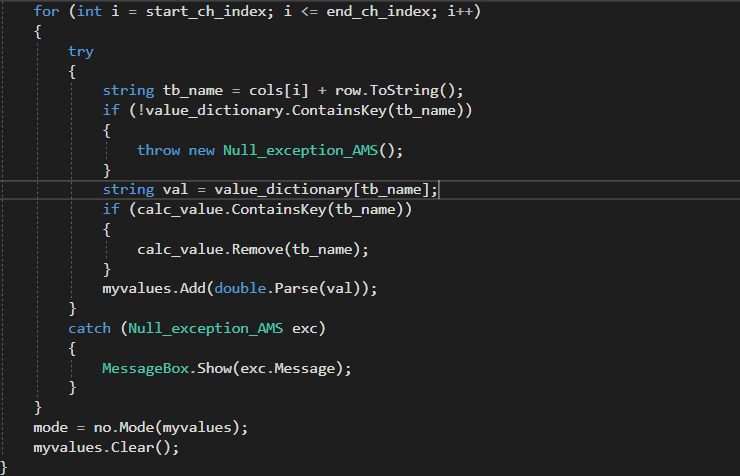 for (int i = start_ch_index; i <= end_ch_index; i++)
{
try
{
string tb_name = cols[i] + row.ToString();
if (!value_dictionary.ContainsKey(tb_name))
{
throw new Null_exception_AMS();
}
string val = value_dictionary[tb_name];
if (calc_value.ContainsKey(tb_name))
{
calc_value.Remove(tb_name);
}
myvalues.Add(double.Parse(val));
}
catch (Null_exception_AMS exc)
{
MessageBox.Show(exc.Message);
}
}
mode = no.Mode(myvalues);
myvalues.Clear();
}